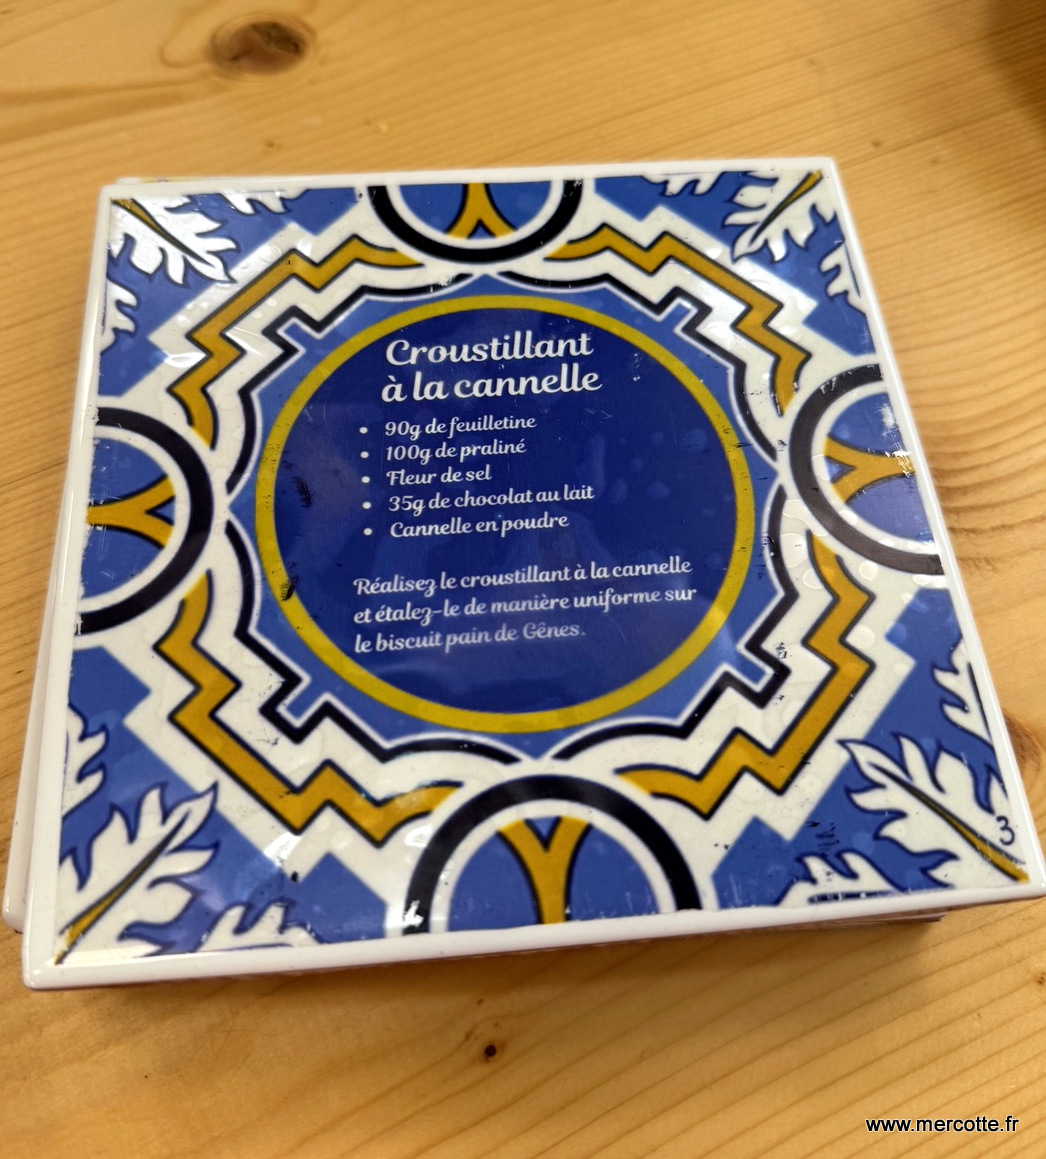 Croustillant
à la cannelle
• 90g de feuilletine
• 100g de praliné
• Fleur de sel
• 35g de chocolat au lait
• Cannelle en poudre
Réalisez le croustillant à la cannelle
et étalez-le de manière uniforme sur
le biscuit pain de Gênes.
3
www.mercotte.fr